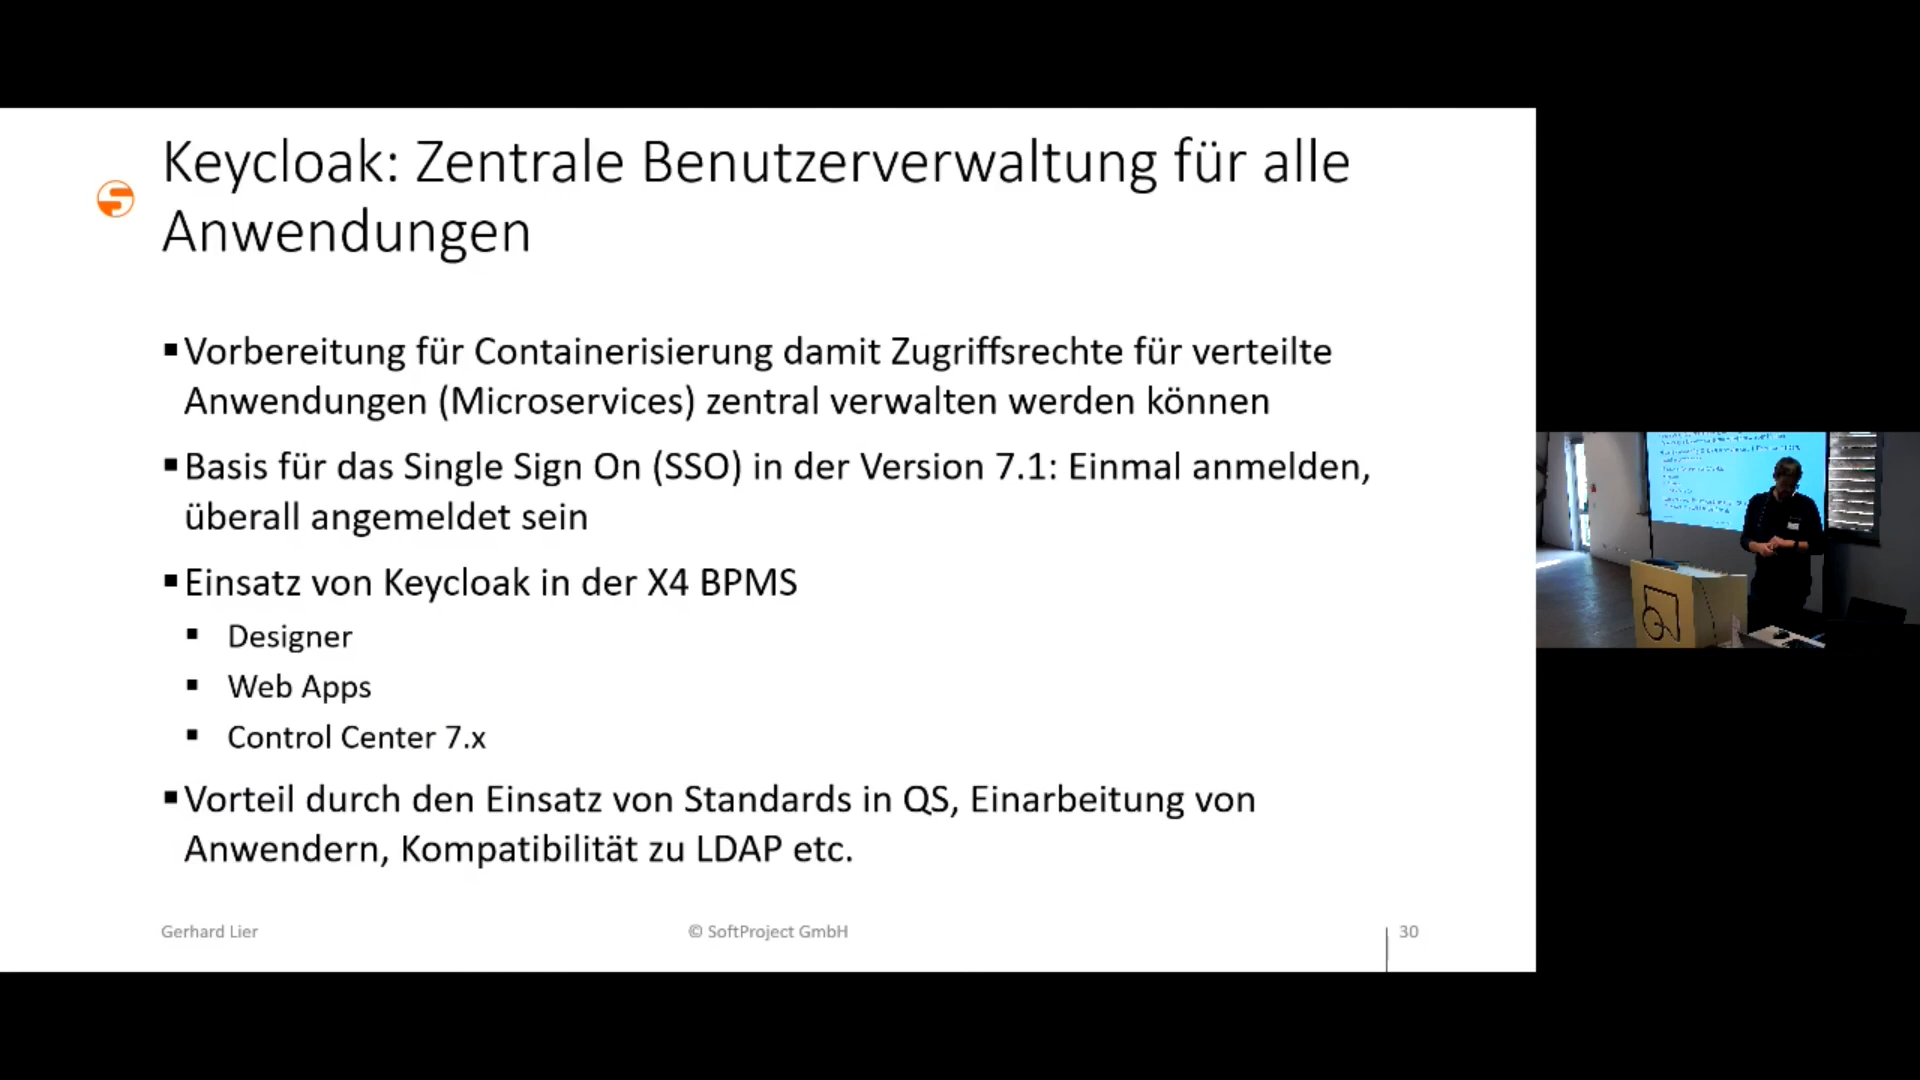 Keycloak: Zentrale Benutzerverwaltung für alle
Anwendungen
▪Vorbereitung für Containerisierung damit Zugriffsrechte für verteilte
Anwendungen (Microservices) zentral verwalten werden können
▪Basis für das Single Sign On (SSO) in der Version 7.1: Einmal anmelden,
überall angemeldet sein
▪Einsatz von Keycloak in der X4 BPMS
▪ Designer
▪ Web Apps
▪ Control Center 7.x
▪Vorteil durch den Einsatz von Standards in QS, Einarbeitung von
Anwendern, Kompatibilität zu LDAP etc.
Gerhard Lier © SoftProject GmbH 30